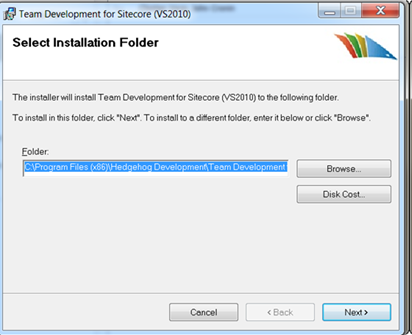 Team Development for Sitecore (VS2010)
Select Installation Folder
The installer will install Team Development for Sitecore (VS2010) to the following folder.
To install in this folder, click "Next". To install to a different folder, enter it below or click "Browse".
Folder:
C:\Program Files (x86)\Hedgehog Development\Team Development
Browse...
Disk Cost...
Cancel
< Back
Next >